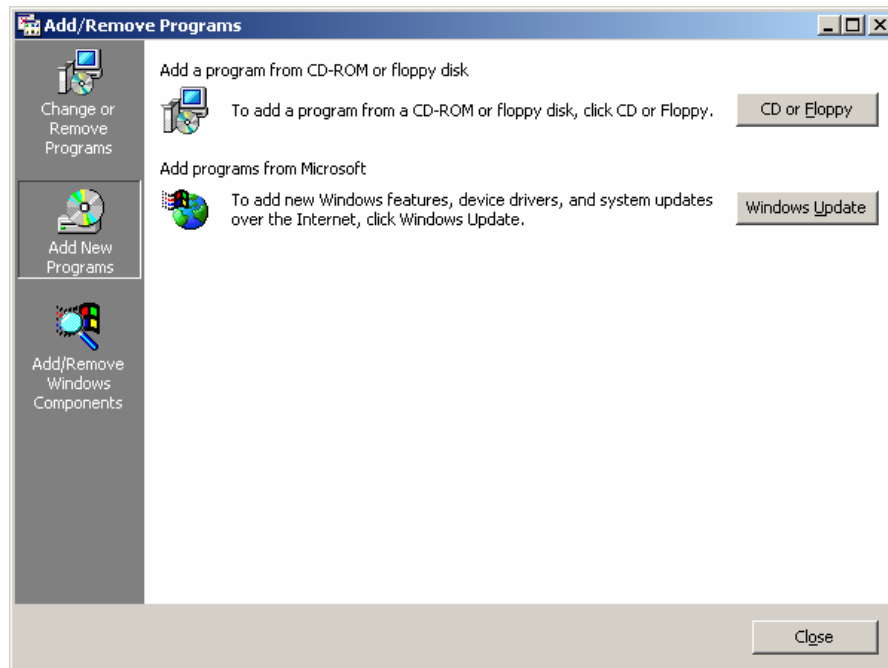 Add/Remove Programs
Change or
Remove
Programs
Add New
Programs
Add/Remove
Windows
Components
Add a program from CD-ROM or floppy disk
To add a program from a CD-ROM or floppy disk, click CD or Floppy.
CD or Floppy
Add programs from Microsoft
To add new Windows features, device drivers, and system updates
over the Internet, click Windows Update.
Windows Update
Close